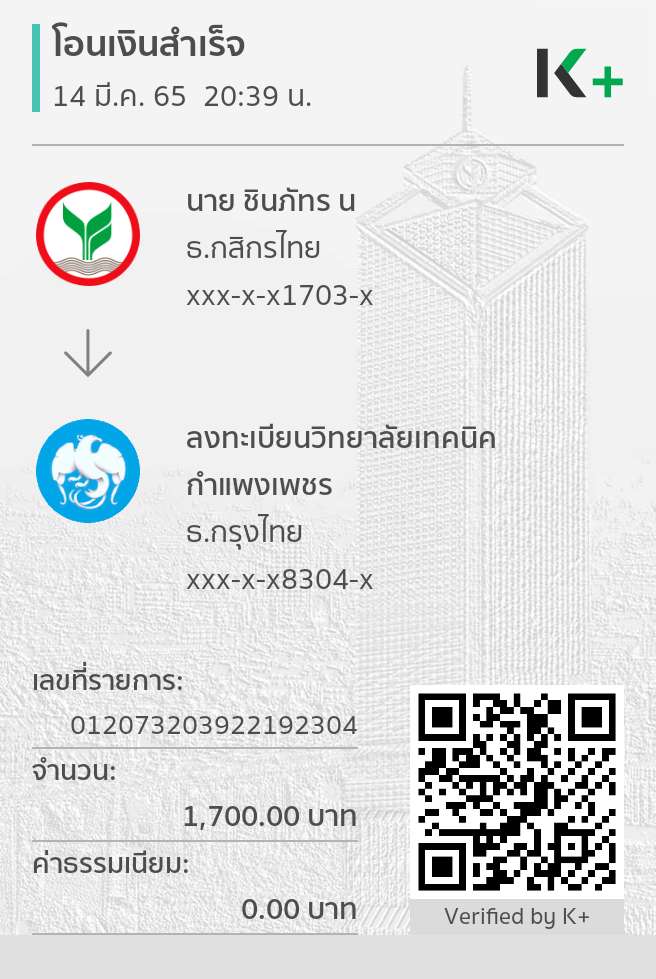 โอนเงินสำเร็จ
14 มี.ค. 65 20:39 น.
K+
นาย ชินภัทร น
ธ.กสิกรไทย
xxx-x-x1703-x
ลงทะเบียนวิทยาลัยเทคนิค
กำแพงเพชร
ธ.กรุงไทย
xxx-x-x8304-x
เลขที่รายการ:
012073203922192304
จำนวน:
1,700.00 บาท
ค่าธรรมเนียม:
0.00 บาท
Verified by K+